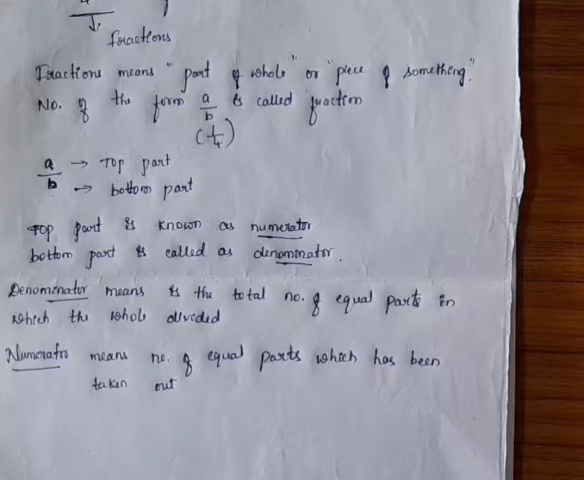 fractions
Fractions means "part of whole" or "piece of something."
No. of the form a/b is called fraction
(1/4)
a → Top part
b → bottom part
Top part is known as numerator
bottom part is called as denominator.
Denominator means is the total no. of equal parts in
which the whole divided
Numerator means no. of equal parts which has been
taken out